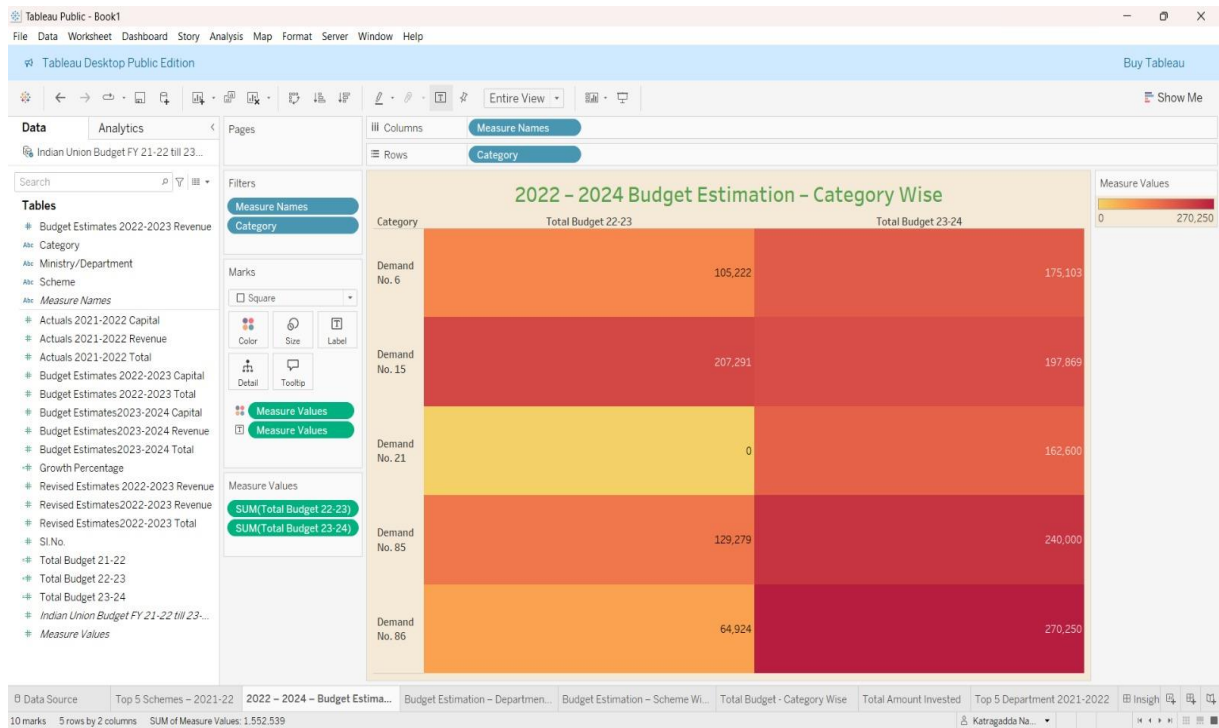 Tableau Public - Book1
File Data Worksheet Dashboard Story Analysis Map Format Server Window Help
Tableau Desktop Public Edition
Buy Tableau
Entire View
Show Me
Data
Analytics
Indian Union Budget FY 21-22 till 23...
Search
Tables
Budget Estimates 2022-2023 Revenue
Abc Category
Abc Ministry/Department
Abc Scheme
Abc Measure Names
Actuals 2021-2022 Capital
Actuals 2021-2022 Revenue
Actuals 2021-2022 Total
Budget Estimates 2022-2023 Capital
Budget Estimates 2022-2023 Total
Budget Estimates2023-2024 Capital
Budget Estimates2023-2024 Revenue
Budget Estimates2023-2024 Total
Growth Percentage
Revised Estimates 2022-2023 Revenue
Revised Estimates2022-2023 Revenue
Revised Estimates2022-2023 Total
Sl.No.
Total Budget 21-22
Total Budget 22-23
Total Budget 23-24
Indian Union Budget FY 21-22 till 23-...
Measure Values
Pages
Filters
Measure Names
Category
Marks
Square
Color Size Label
Detail Tooltip
Measure Values
Measure Values
Measure Values
SUM(Total Budget 22-23)
SUM(Total Budget 23-24)
Columns Measure Names
Rows Category
2022 – 2024 Budget Estimation – Category Wise
Category Total Budget 22-23 Total Budget 23-24
Demand
No. 6
105,222 175,103
Demand
No. 15
207,291 197,869
Demand
No. 21
0 162,600
Demand
No. 85
129,279 240,000
Demand
No. 86
64,924 270,250
Measure Values
0 270,250
Data Source Top 5 Schemes – 2021-22 2022 – 2024 – Budget Estima... Budget Estimation – Departmen... Budget Estimation – Scheme Wi... Total Budget - Category Wise Total Amount Invested Top 5 Department 2021-2022 Insigh
10 marks 5 rows by 2 columns SUM of Measure Values: 1.552.539
Katragadda Na...